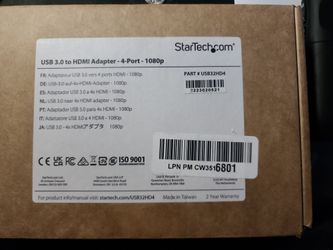 StarTech.com
USB 3.0 to HDMI Adapter - 4-Port - 1080p
PART # USB32HD4
FR: Adaptateur USB 3.0 vers 4 ports HDMI - 1080p
DE: USB-3.0-auf-4x-HDMI-Adapter - 1080p
ES: Adaptador USB 3.0 a 4x HDMI - 1080p
NL: USB 3.0 naar 4x HDMI adapter - 1080p
PT: Adaptador USB 3.0 para 4x HDMI - 1080p
IT: Adattatore USB 3.0 a 4 HDMI - 1080p
JA: USB 3.0 - 4x HDMIアダプタ 1080p
CE
FC
ISO 9001
LPN PM CW3516801
For product info/manual visit: startech.com/USB32HD4
Made in Taiwan
2 Year Warranty